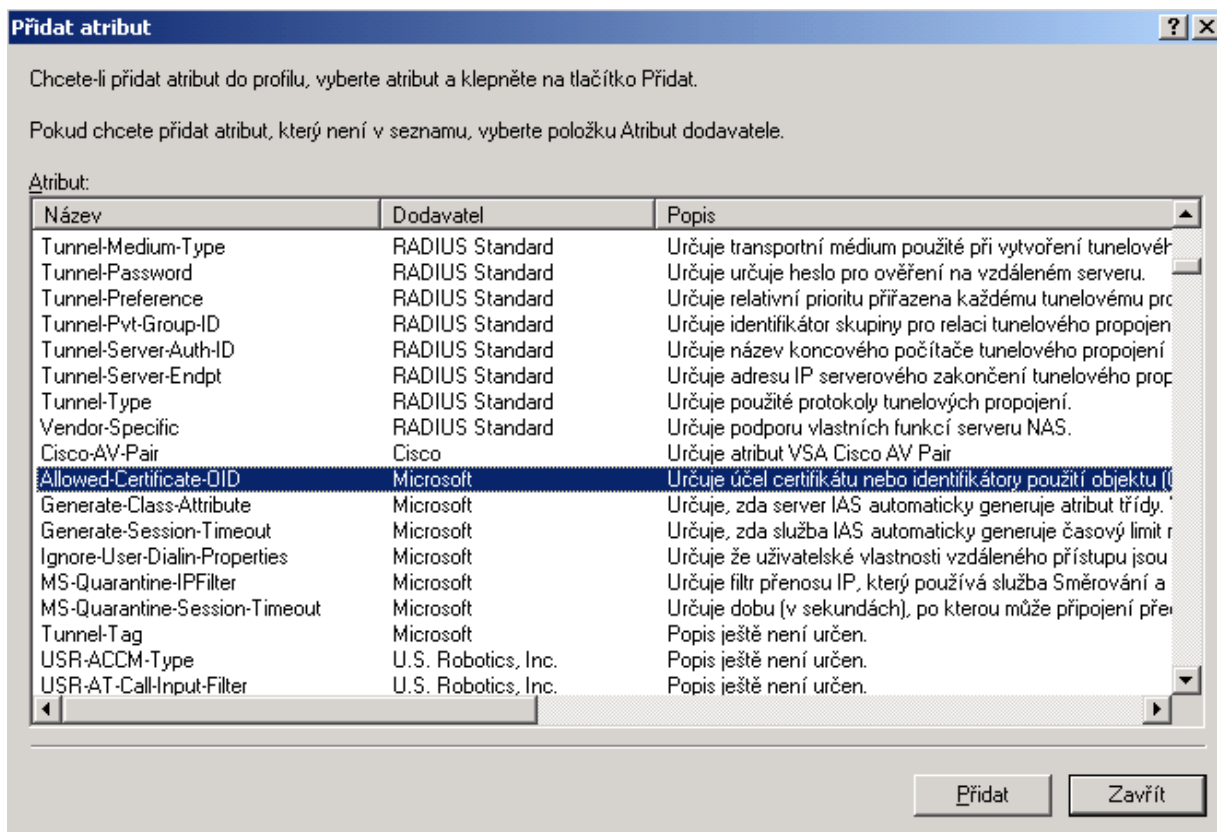 Přidat atribut
Chcete-li přidat atribut do profilu, vyberte atribut a klepněte na tlačítko Přidat.
Pokud chcete přidat atribut, který není v seznamu, vyberte položku Atribut dodavatele.
Atribut:
Název Dodavatel Popis
Tunnel-Medium-Type RADIUS Standard Určuje transportní médium použité při vytvoření
Tunnel-Password RADIUS Standard Určuje určuje heslo pro ověření na vzdáleném serveru.
Tunnel-Preference RADIUS Standard Určuje relativní prioritu přiřazena každému tunelovému
Tunnel-Pvt-Group-ID RADIUS Standard Určuje identifikátor skupiny pro relaci tunelového propojen
Tunnel-Server-Auth-ID RADIUS Standard Určuje název koncového počítače tunelového propojení
Tunnel-Server-Endpt RADIUS Standard Určuje adresu IP serverového zakončení tunelového prop
Tunnel-Type RADIUS Standard Určuje použité protokoly tunelových propojení.
Vendor-Specific RADIUS Standard Určuje podporu vlastních funkcí serveru NAS.
Cisco-AV-Pair Cisco Určuje atribut VSA Cisco AV Pair
Allowed-Certificate-OID Microsoft Určuje účel certifikátu nebo identifikátory použití objektu
Generate-Class-Attribute Microsoft Určuje, zda server IAS automaticky generuje atribut třídy.
Generate-Session-Timeout Microsoft Určuje, zda služba IAS automaticky generuje časový limit
Ignore-User-Dialin-Properties Microsoft Určuje že uživatelské vlastnosti vzdáleného přístupu jsou
MS-Quarantine-IPFilter Microsoft Určuje filtr přenosu IP, který používá služba Směrování a
MS-Quarantine-Session-Timeout Microsoft Určuje dobu (v sekundách), po kterou může připojení
Tunnel-Tag Microsoft Popis ještě není určen.
USR-ACCM-Type U.S. Robotics, Inc. Popis ještě není určen.
USR-AT-Call-Input-Filter U.S. Robotics, Inc. Popis ještě není určen.
Přidat Zavřít